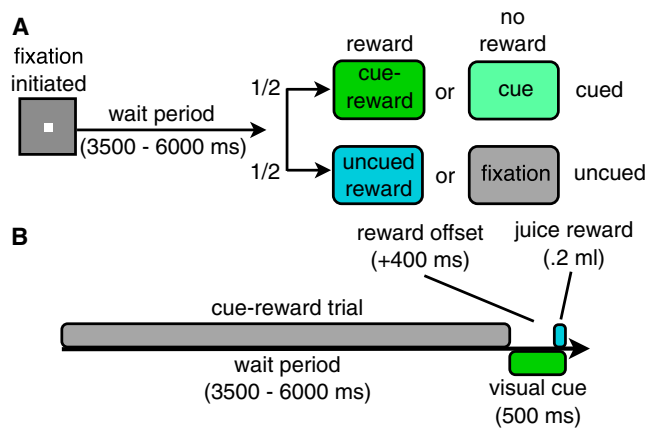 A
fixation
initiated
wait period
(3500 - 6000 ms)
1/2
1/2
reward
no
reward
cue-
reward
or
cue
cued
uncued
reward
or
fixation
uncued
B
reward offset
(+400 ms)
juice reward
(.2 ml)
cue-reward trial
wait period
(3500 - 6000 ms)
visual cue
(500 ms)